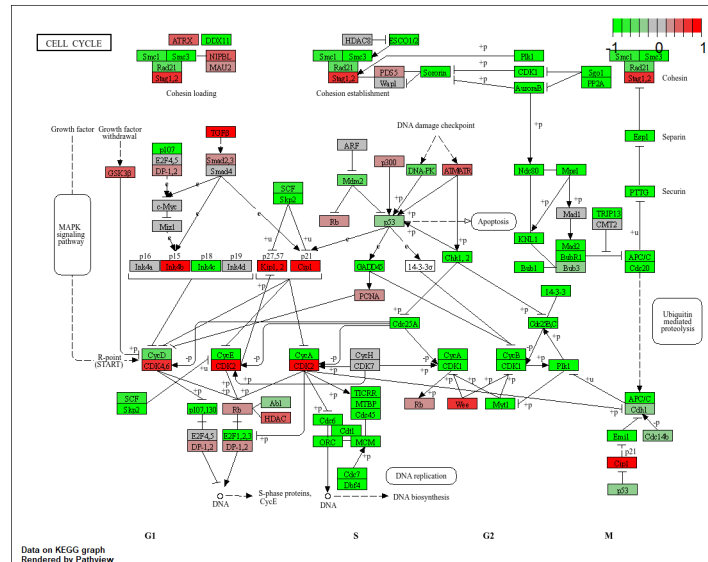 CELL CYCLE
ATRX
DDX11
Smc1 Smc3
Rad21
Stag1,2
NIPBL
MAU2
Cohesin loading
HDAC8
ESCO1/2
Smc1 Smc3
Rad21
Stag1,2
PDS5
Wapl
Sororin
Cohesion establishment
Plk1
CDK1
AuroraB
Sgo1
PP2A
Smc1 Smc3
Rad21
Stag1,2
Cohesin
-1 0 1
+p
Growth factor
Growth factor
withdrawal
GSK3β
TGFβ
p107
E2F4,5
DP-1,2
Smad2,3
Smad4
c-Myc
Miz1
SCF
Skp2
ARF
Mdm2
p300
Rb
DNA damage checkpoint
DNA-PK
ATMATR
p53
Apoptosis
Ndc80
Mps1
KNL1
Mad1
Mad2
BubR1
Bub3
Bub1
TRIP13
CMT2
Esp1
Separin
PTTG
Securin
APC/C
Cdc20
MAPK
signaling
pathway
p16
Ink4a
p15
Ink4b
p18
Ink4c
p19
Ink4d
p27,57
Kip1, 2
p21
Cip1
GADD45
14-3-3σ
Chk1, 2
PCNA
14-3-3
Cdc25A
Cdc25B,C
Ubiquitin
mediated
proteolysis
R-point
(START)
CycD
CDK4,6
CycE
CDK2
CycA
CDK2
CycH
CDK7
CycA
CDK1
CycB
CDK1
Plk1
SCF
Skp2
p107,130
E2F4,5
DP-1,2
Rb
Abl
HDAC
E2F1,2,3
DP-1,2
Cdc6
Cdt1
ORC
TICRR
MTBP
Cdc45
MCM
Cdc7
Dbf4
Rb
Wee
Myt1
APC/C
Cdh1
Emi1
Cdc14b
p21
Cip1
p53
DNA replication
DNA
S-phase proteins,
CycE
DNA
DNA biosynthesis
G1
S
G2
M
Data on KEGG graph
Rendered by Pathview